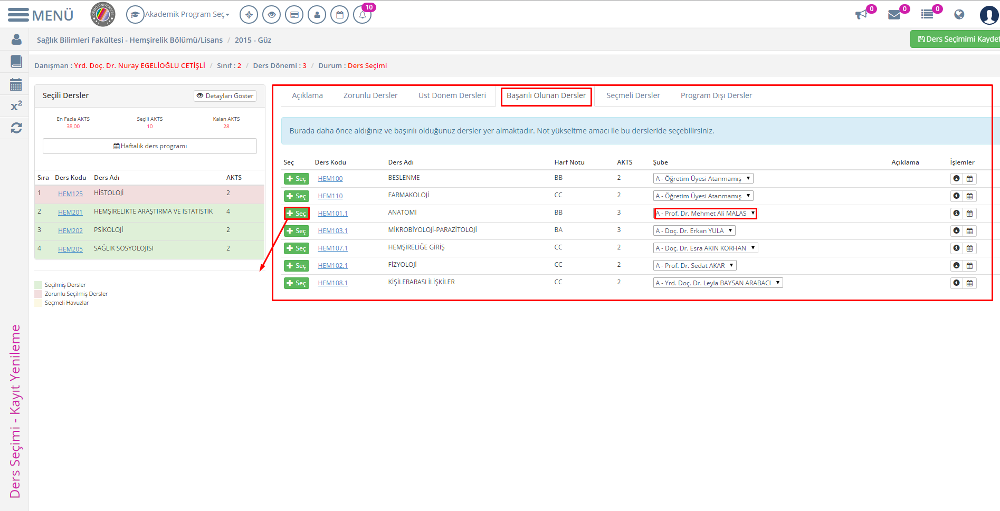 MENÜ
DEMO ÜNİVERSİTE
Akademik Program Seç
10
0
0
0
Sağlık Bilimleri Fakültesi - Hemşirelik Bölümü/Lisans / 2015 - Güz
Ders Seçimimi Kaydet
Danışman : Yrd. Doç. Dr. Nuray EGELİOĞLU CETİŞLİ / Sınıf : 2 / Ders Dönemi : 3 / Durum : Ders Seçimi
Seçili Dersler
Detayları Göster
En Fazla AKTS Seçili AKTS Kalan AKTS
38,00 10 28
Haftalık ders programı
Sıra Ders Kodu Ders Adı AKTS
1 HEM125 HİSTOLOJİ 2
2 HEM201 HEMŞİRELİKTE ARAŞTIRMA VE İSTATİSTİK 4
3 HEM202 PSİKOLOJİ 2
4 HEM205 SAĞLIK SOSYOLOJİSİ 2
Seçilmiş Dersler
Zorunlu Seçilmiş Dersler
Seçmeli Havuzlar
Açıklama Zorunlu Dersler Üst Dönem Dersleri Başarılı Olunan Dersler Seçmeli Dersler Program Dışı Dersler
Burada daha önce aldığınız ve başırılı olduğunuz dersler yer almaktadır. Not yükseltme amacı ile bu dersleride seçebilirsiniz.
Seç Ders Kodu Ders Adı Harf Notu AKTS Şube Açıklama İşlemler
Seç HEM100 BESLENME BB 2 A - Öğretim Üyesi Atanmamış
Seç HEM110 FARMAKOLOJİ CC 2 A - Öğretim Üyesi Atanmamış
Seç HEM101.1 ANATOMİ BB 3 A - Prof. Dr. Mehmet Ali MALAS
Seç HEM103.1 MİKROBİYOLOJİ-PARAZİTOLOJİ BA 3 A - Doç. Dr. Erkan YULA
Seç HEM107.1 HEMŞİRELİĞE GİRİŞ CC 2 A - Doç. Dr. Esra AKIN KORHAN
Seç HEM102.1 FİZYOLOJİ CC 2 A - Prof. Dr. Sedat AKAR
Seç HEM108.1 KİŞİLERARASI İLİŞKİLER CC 2 A - Yrd. Doç. Dr. Leyla BAYSAN ARABACI
x²
Ders Seçimi - Kayıt Yenileme